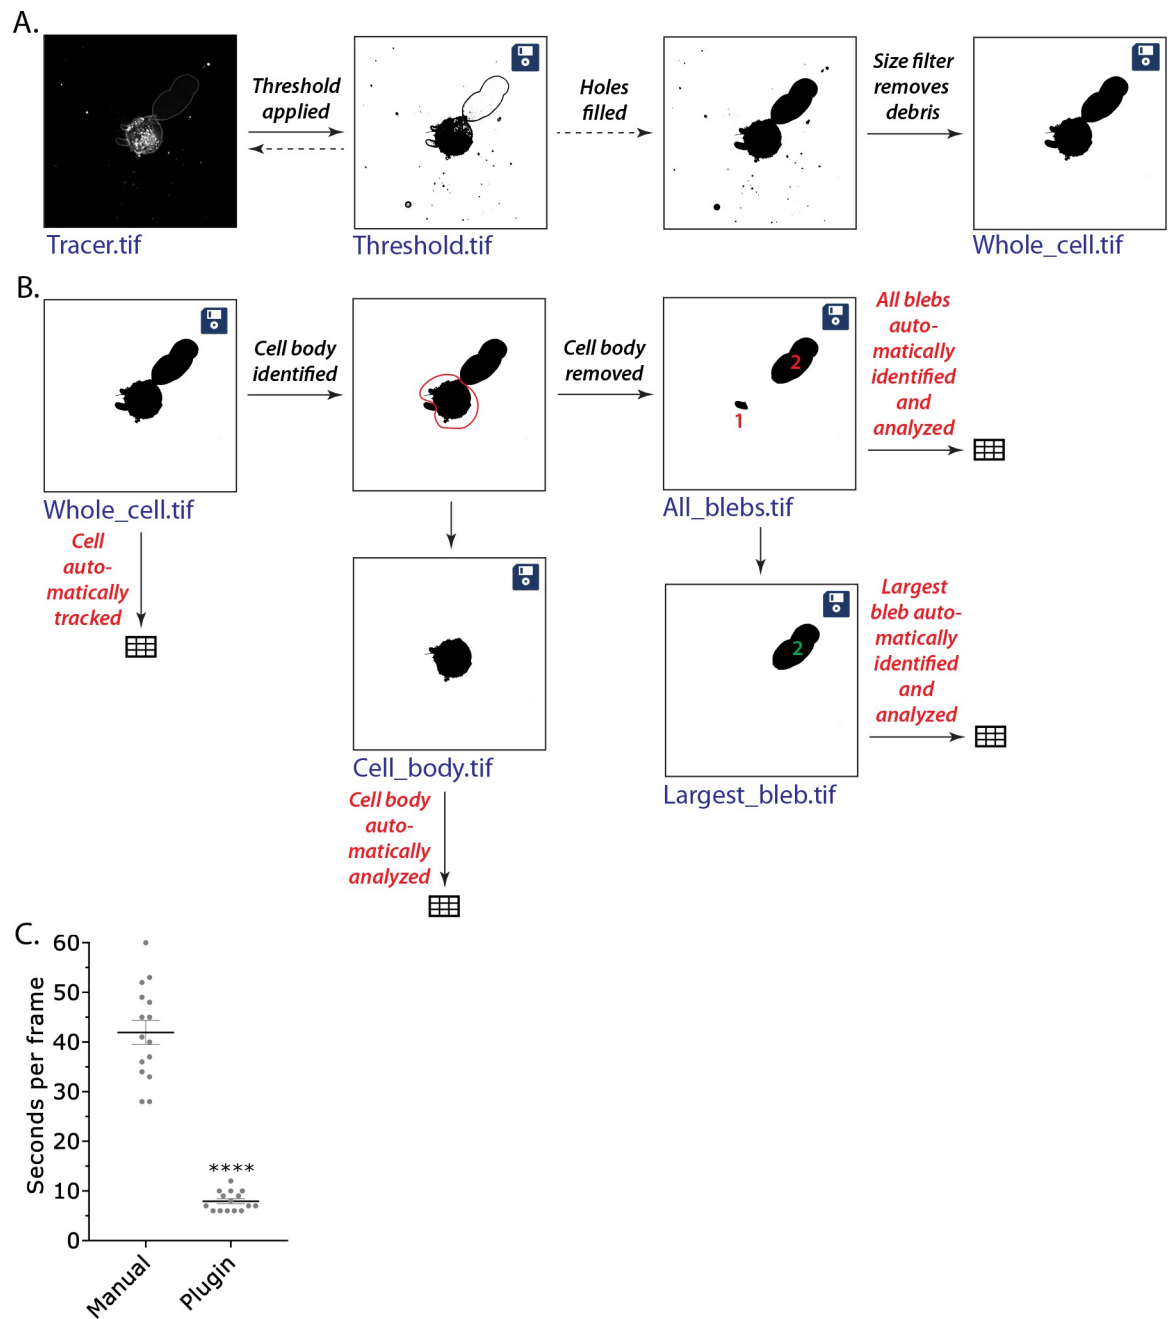 A.
Threshold
applied
Holes
filled
Size filter
removes
debris
Tracer.tif
Threshold.tif
Whole_cell.tif
B.
Cell body
identified
Cell body
removed
1
2
All blebs
auto-
matically
identified
and
analyzed
Whole_cell.tif
All_blebs.tif
Cell
auto-
matically
tracked
2
Largest
bleb auto-
matically
identified
and
analyzed
Cell_body.tif
Largest_bleb.tif
Cell body
auto-
matically
analyzed
C.
Seconds per frame
60
50
40
30
20
10
0
****
Manual
Plugin